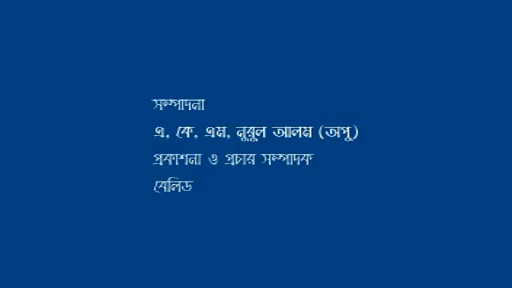 সম্পাদনা
এ. কে. এম. নুরুল আলম (অপু)
প্রকাশনা ও প্রচার সম্পাদক
বেলিড